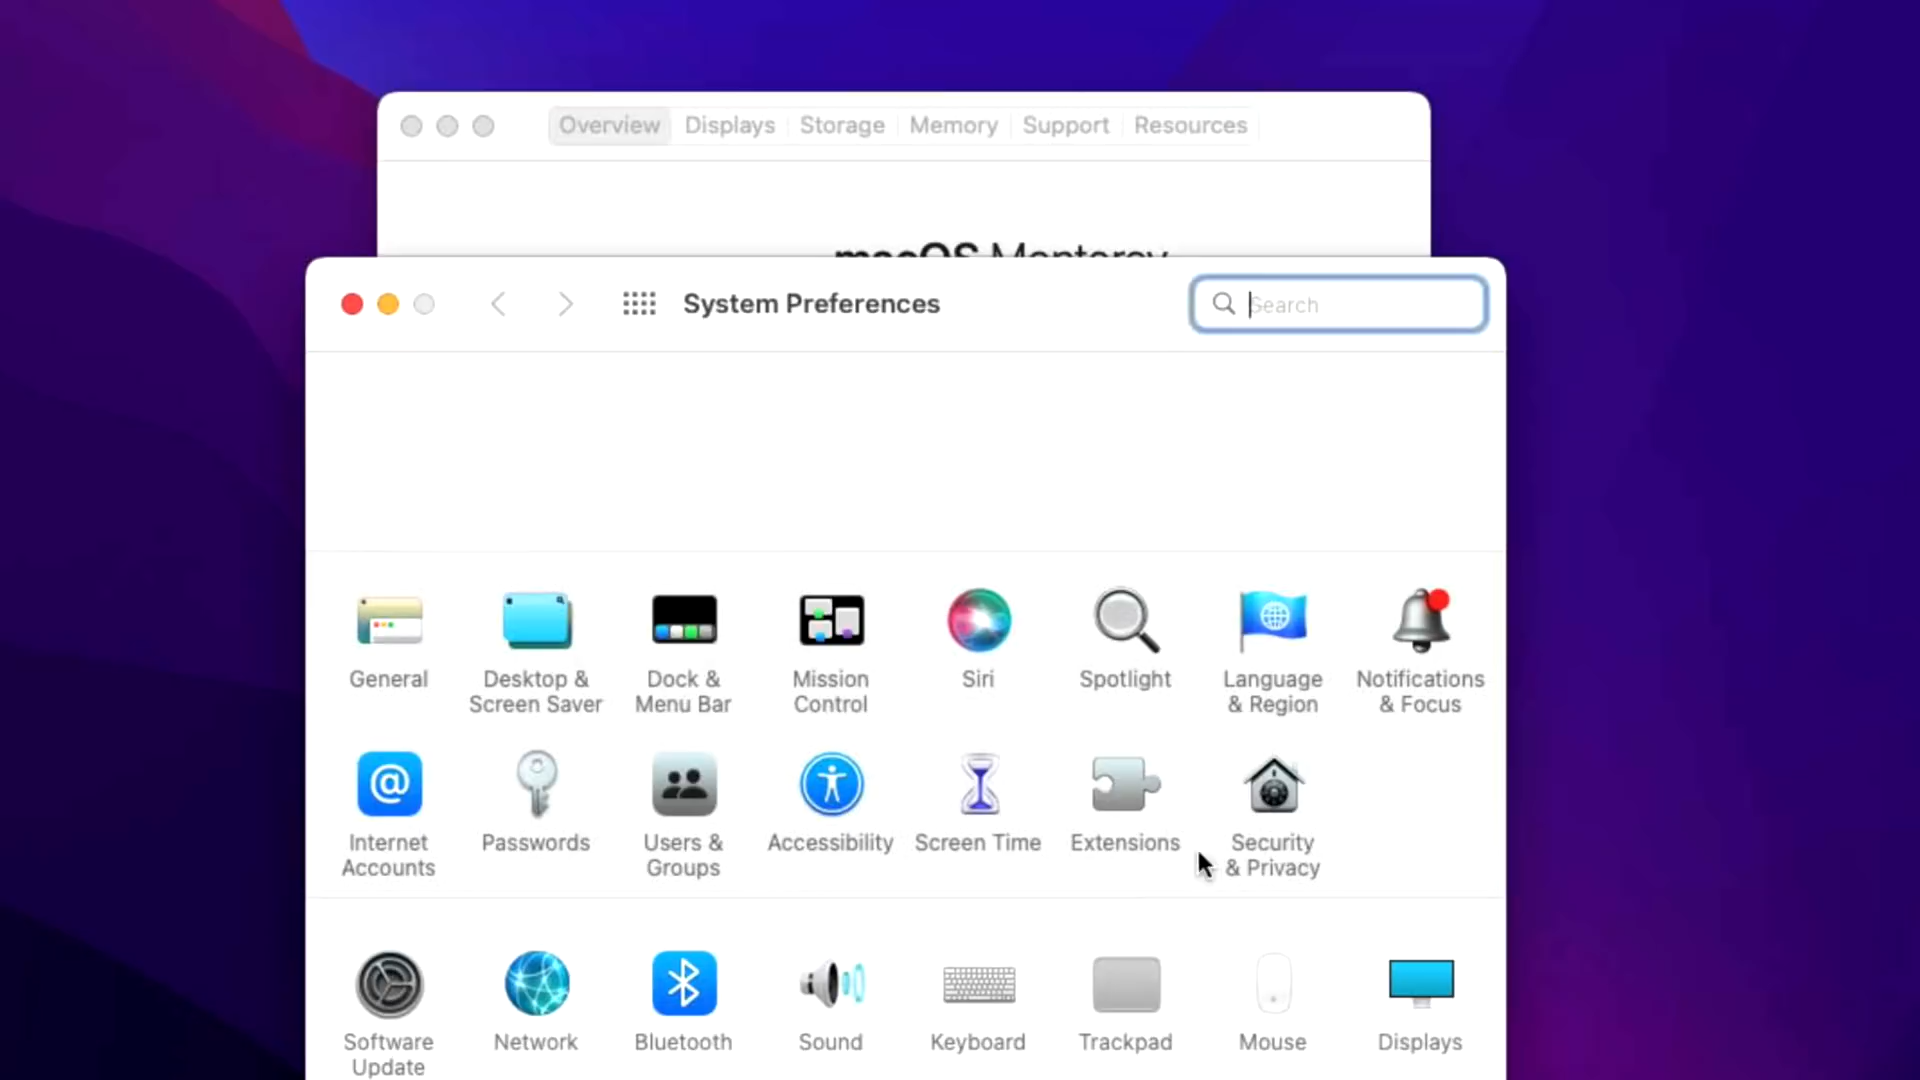 Overview Displays Storage Memory Support Resources
macOS Monterey
System Preferences Search
General Desktop & Screen Saver Dock & Menu Bar Mission Control Siri Spotlight Language & Region Notifications & Focus
Internet Accounts Passwords Users & Groups Accessibility Screen Time Extensions Security & Privacy
Software Update Network Bluetooth Sound Keyboard Trackpad Mouse Displays